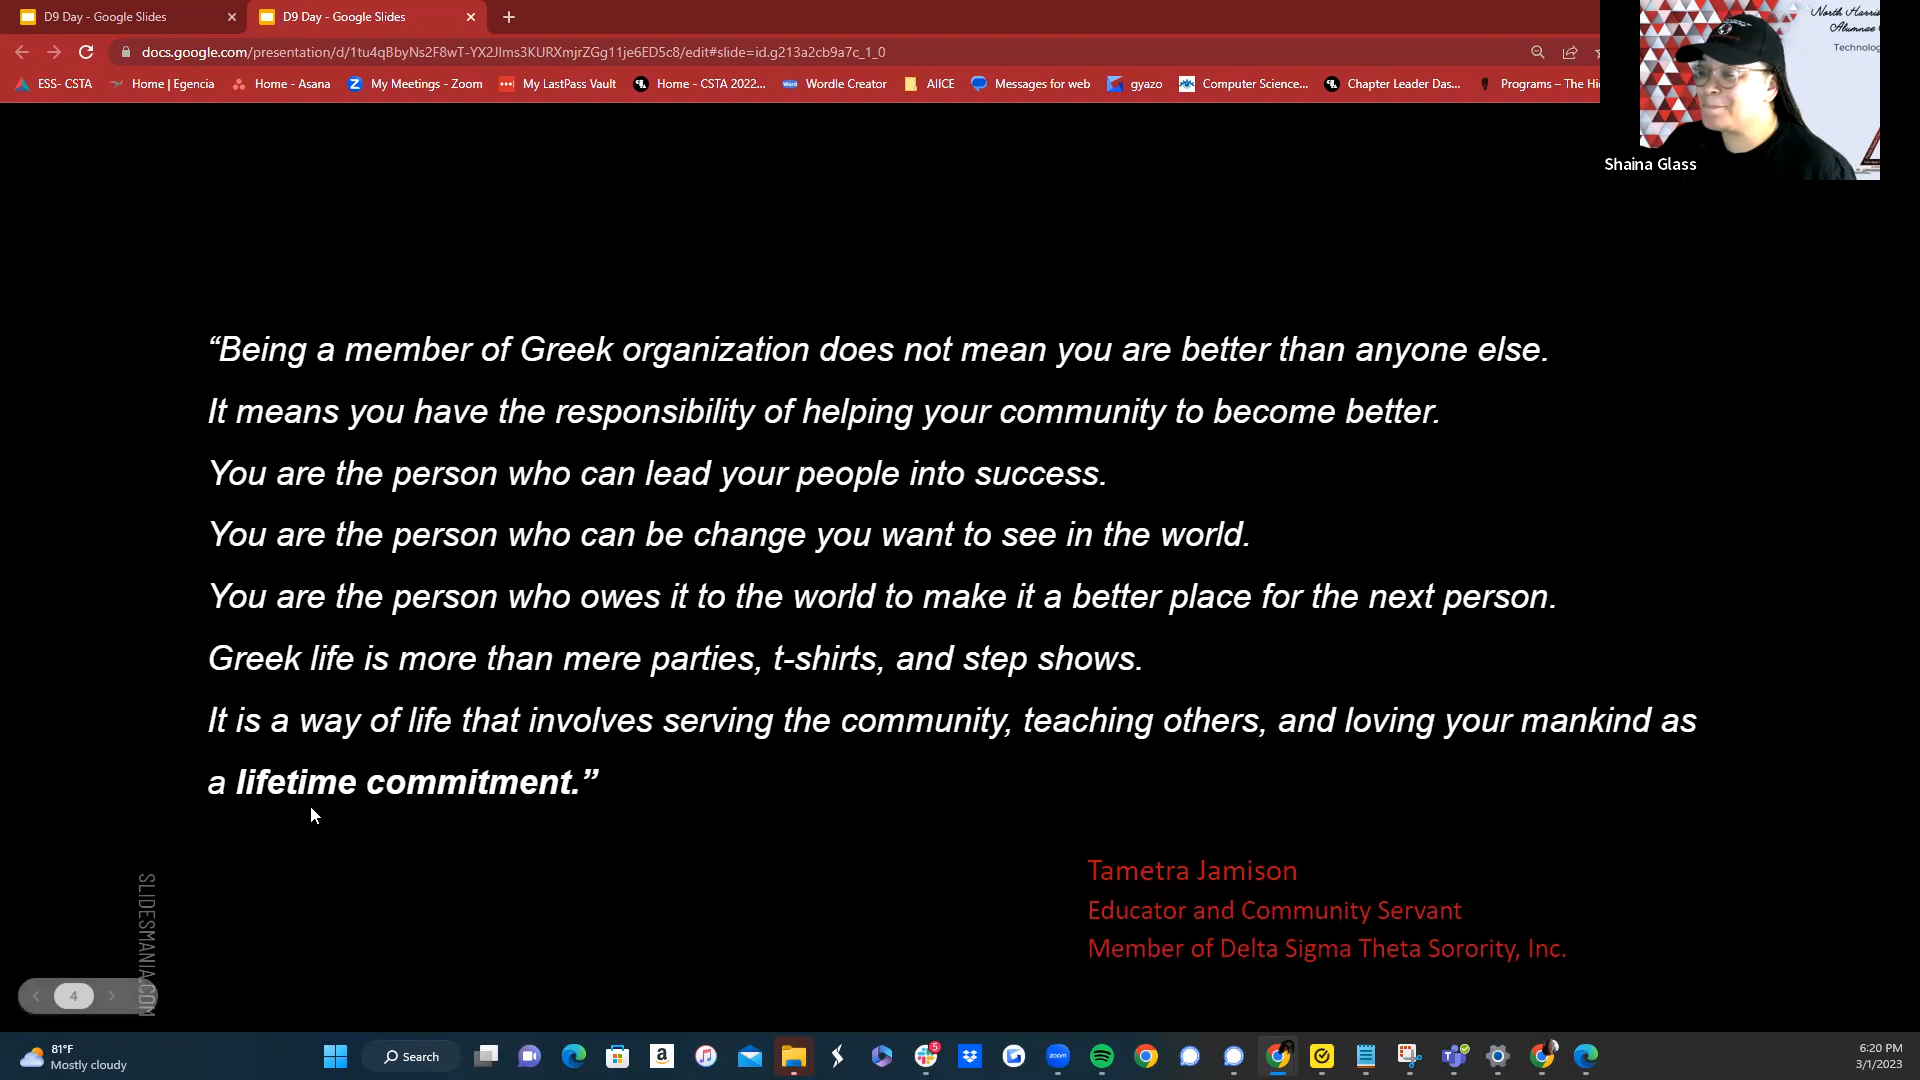 D9 Day - Google Slides
D9 Day - Google Slides
docs.google.com/presentation/d/1tu4qBbyNs2F8wT-YX2JIms3KURXmjrZGg11je6ED5c8/edit#slide=id.g213a2cb9a7c_1_0
ESS- CSTA
Home | Egencia
Home - Asana
My Meetings - Zoom
My LastPass Vault
Home - CSTA 2022...
Wordle Creator
AIICE
Messages for web
gyazo
Computer Science...
Chapter Leader Das...
Programs – The Hi
North Harris
Alumnae
Technolog
Shaina Glass
“Being a member of Greek organization does not mean you are better than anyone else.
It means you have the responsibility of helping your community to become better.
You are the person who can lead your people into success.
You are the person who can be change you want to see in the world.
You are the person who owes it to the world to make it a better place for the next person.
Greek life is more than mere parties, t-shirts, and step shows.
It is a way of life that involves serving the community, teaching others, and loving your mankind as
a lifetime commitment.”
Tametra Jamison
Educator and Community Servant
Member of Delta Sigma Theta Sorority, Inc.
SLIDESMANIA.COM
4
81°F
Mostly cloudy
Search
5
zoom
6:20 PM
3/1/2023